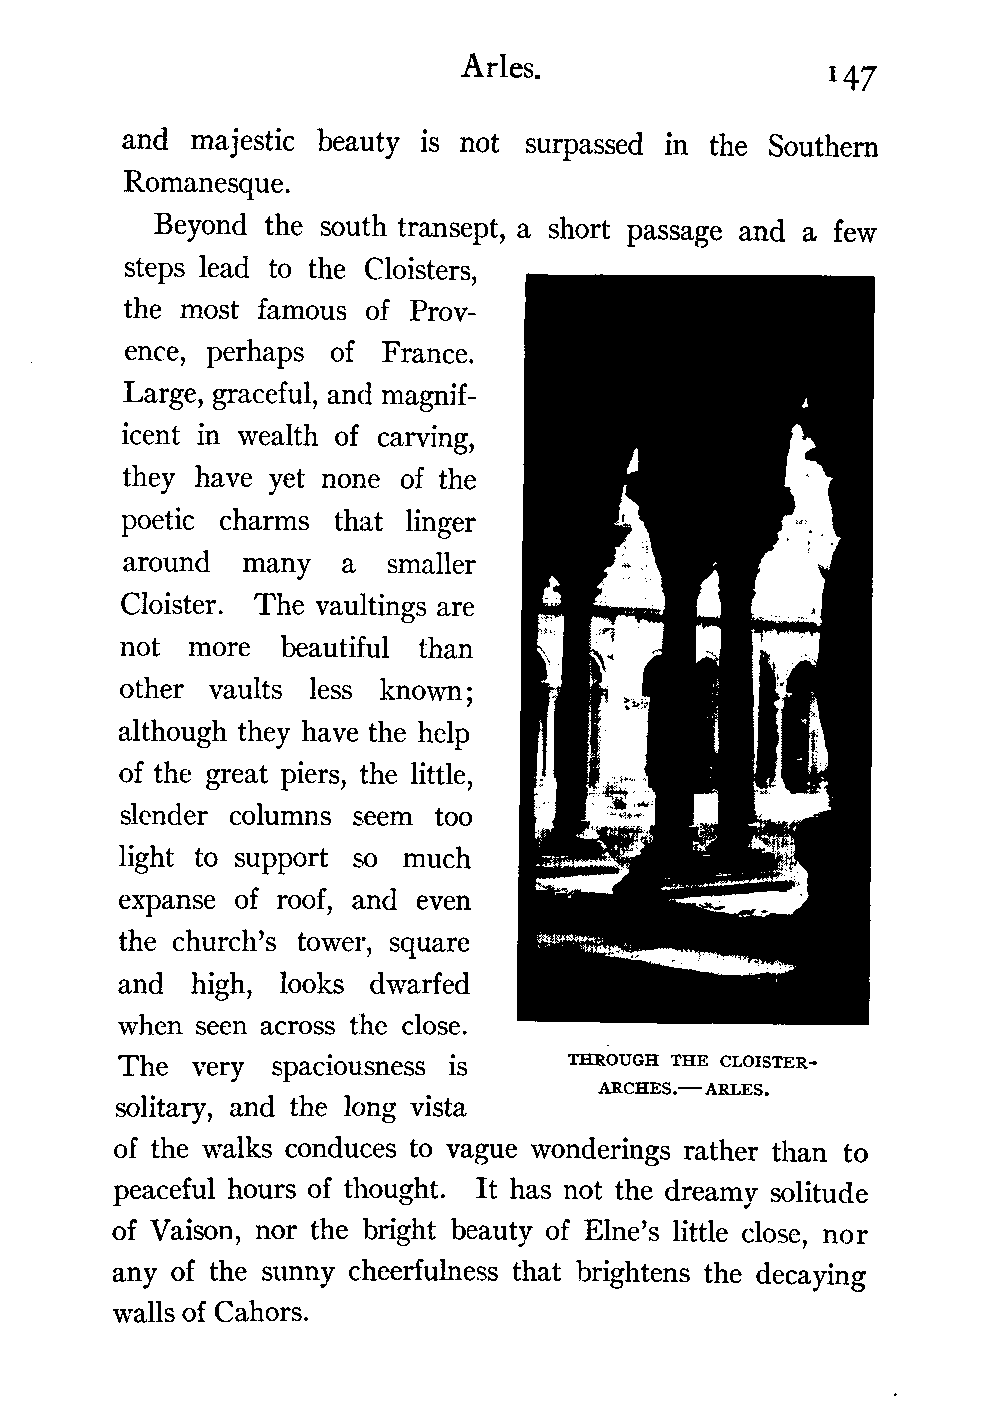 Arles. 147
and majestic beauty is not surpassed in the Southern
Romanesque.
Beyond the south transept, a short passage and a few
steps lead to the Cloisters,
the most famous of Prov-
ence, perhaps of France.
Large, graceful, and magnif-
icent in wealth of carving,
they have yet none of the
poetic charms that linger
around many a smaller
Cloister. The vaultings are
not more beautiful than
other vaults less known;
although they have the help
of the great piers, the little,
slender columns seem too
light to support so much
expanse of roof, and even
the church's tower, square
and high, looks dwarfed
when seen across the close.
The very spaciousness is
solitary, and the long vista
of the walks conduces to vague wonderings rather than to
peaceful hours of thought. It has not the dreamy solitude
of Vaison, nor the bright beauty of Elne's little close, nor
any of the sunny cheerfulness that brightens the decaying
walls of Cahors.
THROUGH THE CLOISTER-
ARCHES.—ARLES.